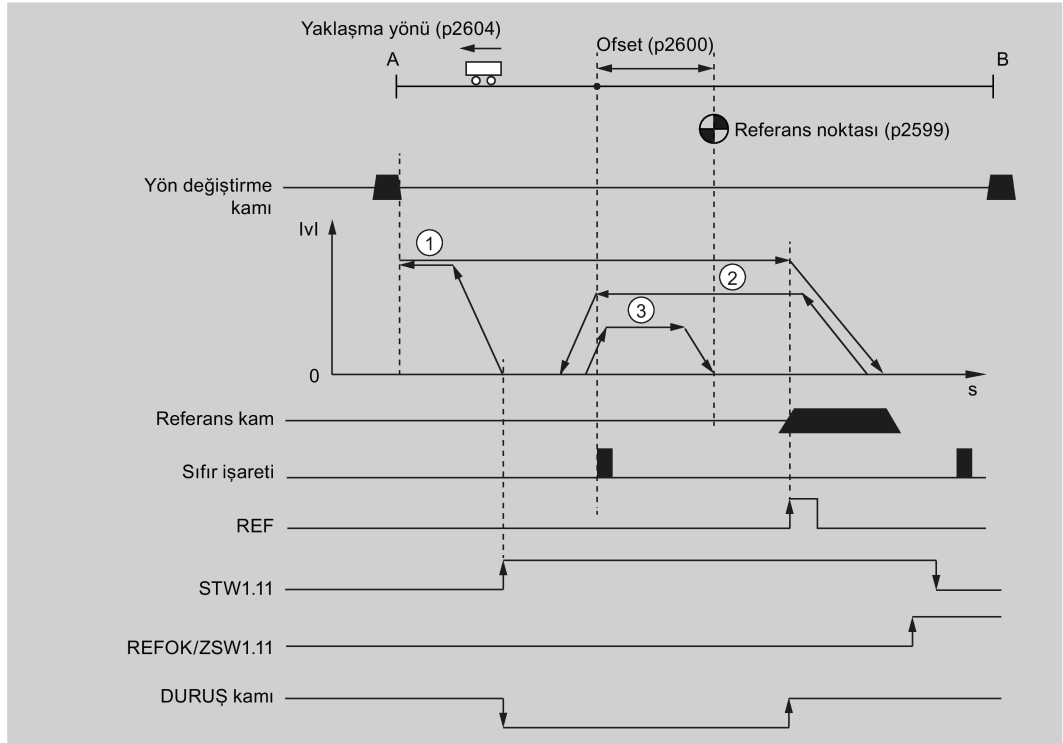 Yaklaşma yönü (p2604)
Ofset (p2600)
A
B
Referans noktası (p2599)
Yön değiştirme
kamı
IvI
1
2
3
0
s
Referans kam
Sıfır işareti
REF
STW1.11
REFOK/ZSW1.11
DURUŞ kamı